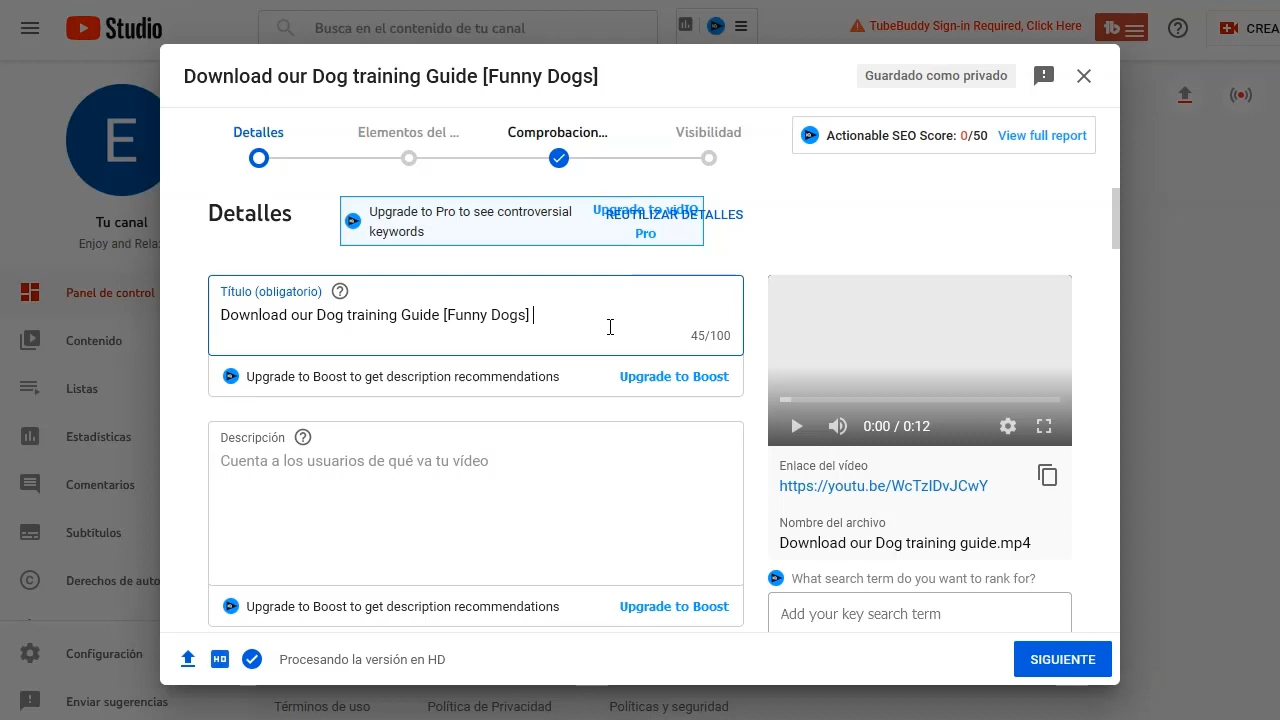 Studio
Busca en el contenido de tu canal
TubeBuddy Sign-in Required, Click Here
tb
CREA
Download our Dog training Guide [Funny Dogs]
Guardado como privado
Detalles
Elementos del ...
Comprobacion...
Visibilidad
Actionable SEO Score: 0/50 View full report
Detalles
Upgrade to Pro to see controversial
keywords
Upgrade to vidIQ
Pro
REUTILIZAR DETALLES
Título (obligatorio)
Download our Dog training Guide [Funny Dogs]
45/100
Upgrade to Boost to get description recommendations
Upgrade to Boost
Descripción
Cuenta a los usuarios de qué va tu vídeo
Upgrade to Boost to get description recommendations
Upgrade to Boost
0:00 / 0:12
Enlace del vídeo
https://youtu.be/WcTzIDvJCwY
Nombre del archivo
Download our Dog training guide.mp4
What search term do you want to rank for?
Add your key search term
HD
Procesando la versión en HD
SIGUIENTE
E
Tu canal
Enjoy and Rela
Panel de control
Contenido
Listas
Estadísticas
Comentarios
Subtítulos
Derechos de auto
Configuración
Enviar sugerencias
Términos de uso
Política de Privacidad
Políticas y seguridad